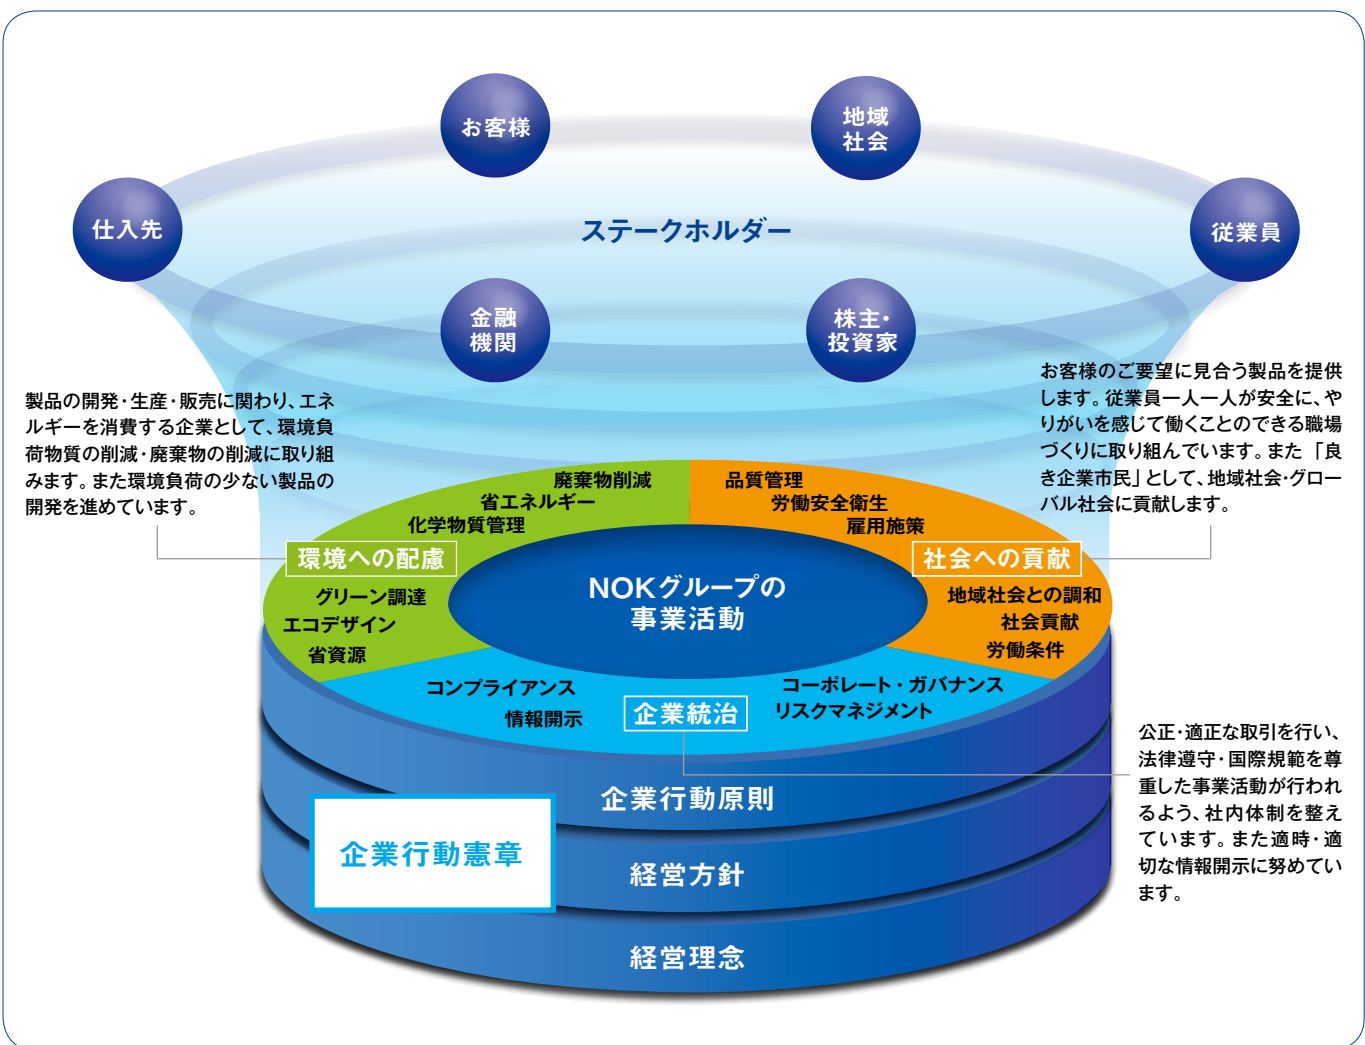 お客様
地域
社会
仕入先
ステークホルダー
従業員
金融
機関
株主・
投資家
製品の開発・生産・販売に関わり、エネ
ルギーを消費する企業として、環境負
荷物質の削減・廃棄物の削減に取り組
みます。また環境負荷の少ない製品の
開発を進めています。
お客様のご要望に見合う製品を提供
します。従業員一人一人が安全に、や
りがいを感じて働くことのできる職場
づくりに取り組んでいます。また「良
き企業市民」として、地域社会・グロー
バル社会に貢献します。
廃棄物削減
省エネルギー
化学物質管理
環境への配慮
グリーン調達
エコデザイン
省資源
品質管理
労働安全衛生
雇用施策
社会への貢献
地域社会との調和
社会貢献
労働条件
NOKグループの
事業活動
コンプライアンス
情報開示
企業統治
コーポレート・ガバナンス
リスクマネジメント
公正・適正な取引を行い、
法律遵守・国際規範を尊
重した事業活動が行われ
るよう、社内体制を整え
ています。また適時・適
切な情報開示に努めてい
ます。
企業行動原則
企業行動憲章
経営方針
経営理念